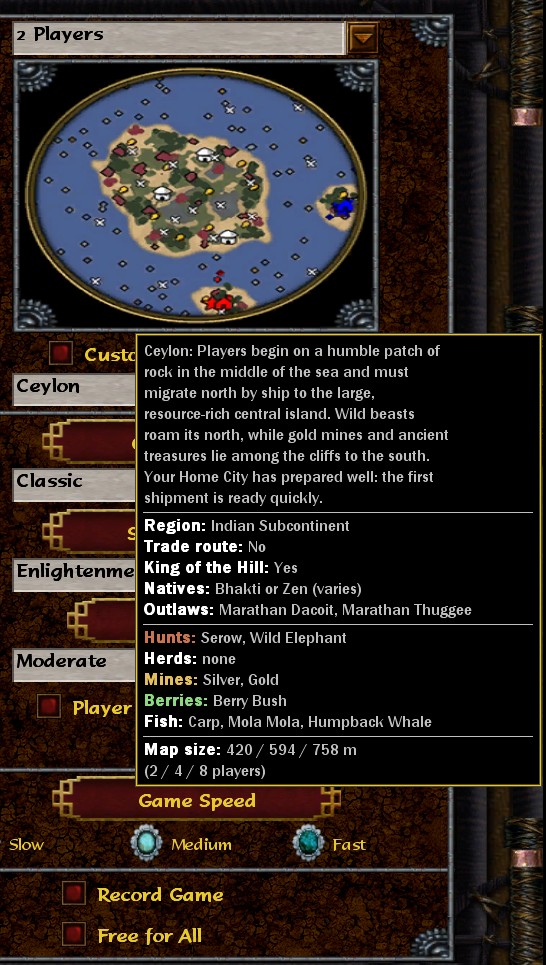 2 Players
Custo
Ceylon
Classic
Enlightenme
Moderate
Player
Ceylon: Players begin on a humble patch of
rock in the middle of the sea and must
migrate north by ship to the large,
resource-rich central island. Wild beasts
roam its north, while gold mines and ancient
treasures lie among the cliffs to the south.
Your Home City has prepared well: the first
shipment is ready quickly.
Region: Indian Subcontinent
Trade route: No
King of the Hill: Yes
Natives: Bhakti or Zen (varies)
Outlaws: Marathan Dacoit, Marathan Thuggee
Hunts: Serow, Wild Elephant
Herds: none
Mines: Silver, Gold
Berries: Berry Bush
Fish: Carp, Mola Mola, Humpback Whale
Map size: 420 / 594 / 758 m
(2 / 4 / 8 players)
Game Speed
Slow Medium Fast
Record Game
Free for All